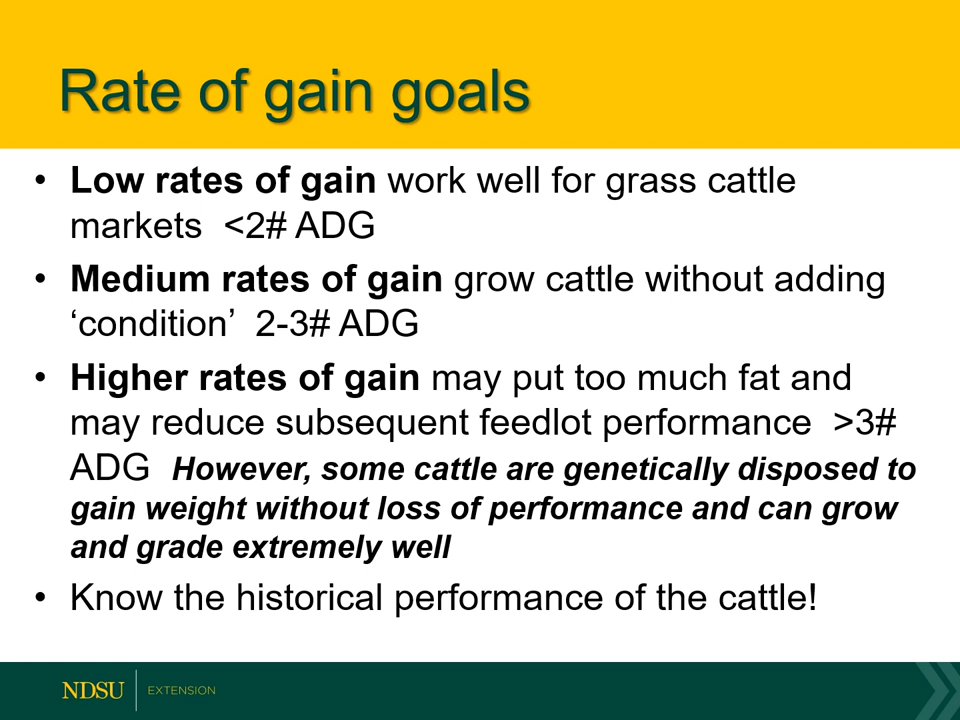 Rate of gain goals
• Low rates of gain work well for grass cattle
markets <2# ADG
• Medium rates of gain grow cattle without adding
‘condition’ 2-3# ADG
• Higher rates of gain may put too much fat and
may reduce subsequent feedlot performance >3#
ADG However, some cattle are genetically disposed to
gain weight without loss of performance and can grow
and grade extremely well
• Know the historical performance of the cattle!
NDSU EXTENSION